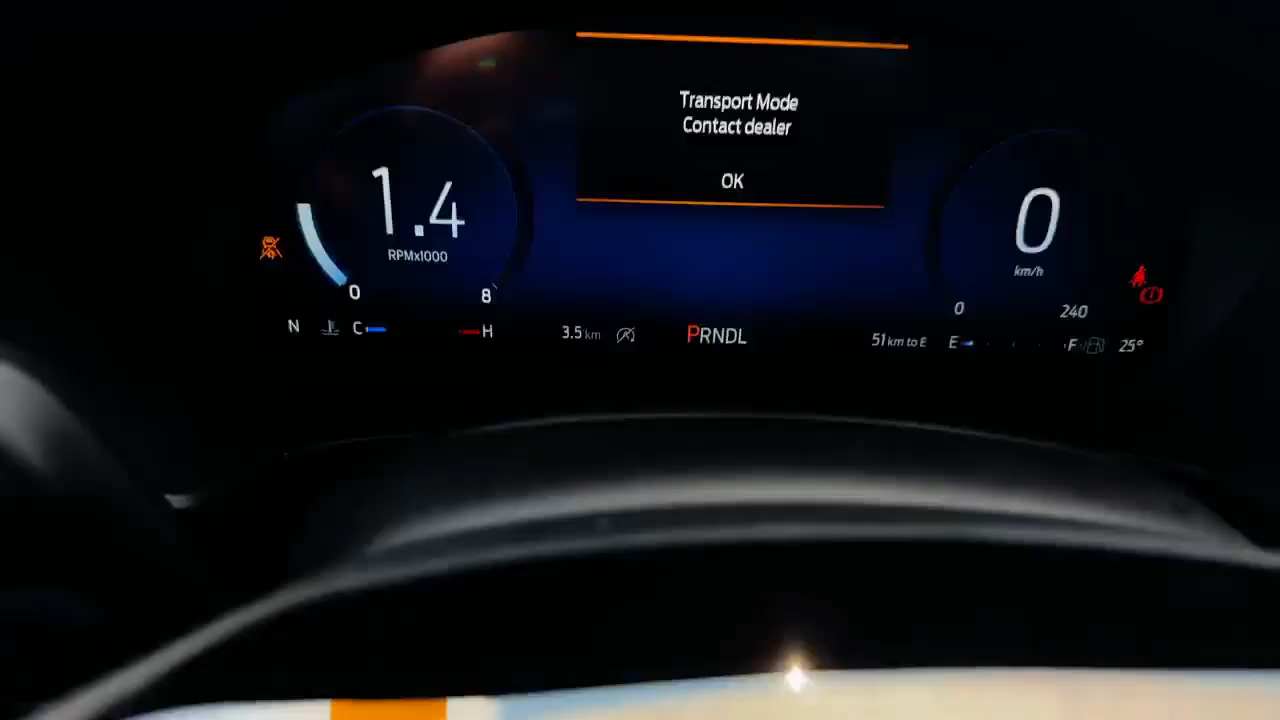 Transport Mode
Contact dealer
OK
1.4
RPMx1000
0 8
0
km/h
0 240
N C H 3.5 km PRNDL 51 km to E E F 25°